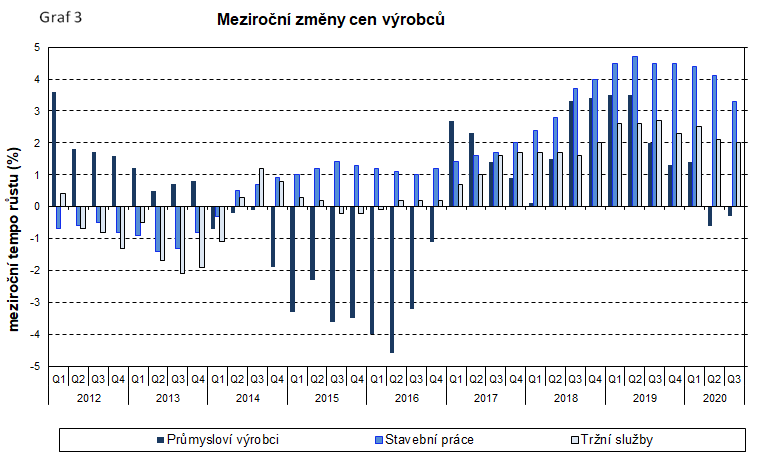 Graf 3
Meziroční změny cen výrobců
meziroční tempo růstu (%)
5
4
3
2
1
0
-1
-2
-3
-4
-5
Q1 Q2 Q3 Q4 Q1 Q2 Q3 Q4 Q1 Q2 Q3 Q4 Q1 Q2 Q3 Q4 Q1 Q2 Q3 Q4 Q1 Q2 Q3 Q4 Q1 Q2 Q3 Q4 Q1 Q2 Q3 Q4 Q1 Q2 Q3
2012 2013 2014 2015 2016 2017 2018 2019 2020
Průmysloví výrobci Stavební práce Tržní služby